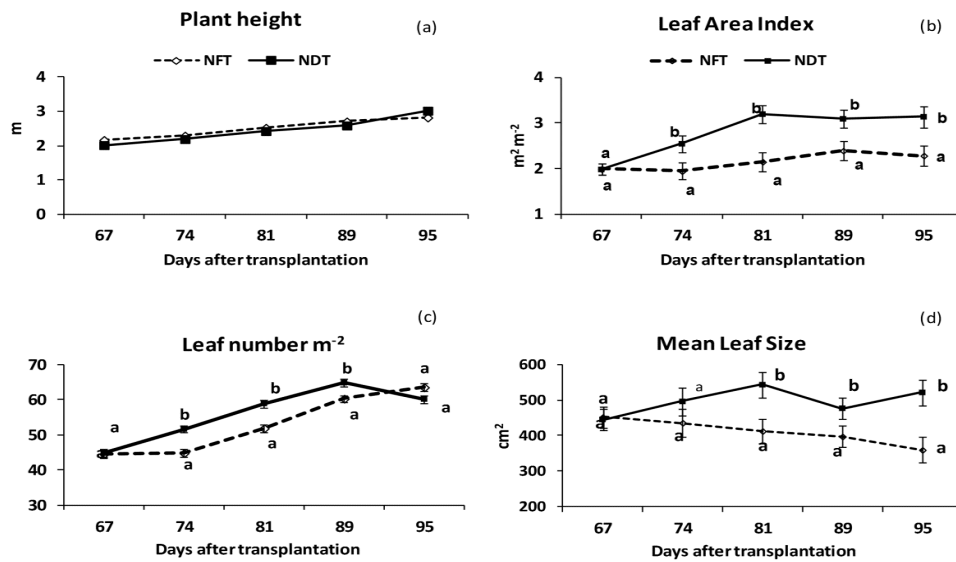 Plant height
(a)
NFT NDT
4
3
m
2
1
0
67 74 81 89 95
Days after transplantation
Leaf Area Index
(b)
NFT NDT
4
3
m² m⁻²
2
1
a b b b b
a a a a a
67 74 81 89 95
Days after transplantation
(c)
Leaf number m⁻²
70
60
50
40
30
a b b b a
a a a a
67 74 81 89 95
Days after transplantation
(d)
Mean Leaf Size
600
500
cm²
400
300
200
a a b b b
a a a a a
67 74 81 89 95
Days after transplantation